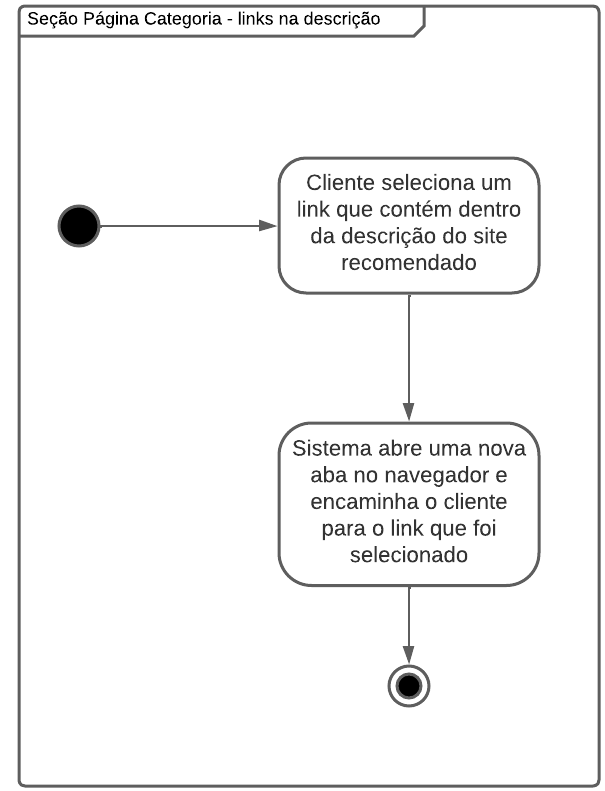 Seção Página Categoria - links na descrição
Cliente seleciona um
link que contém dentro
da descrição do site
recomendado
Sistema abre uma nova
aba no navegador e
encaminha o cliente
para o link que foi
selecionado